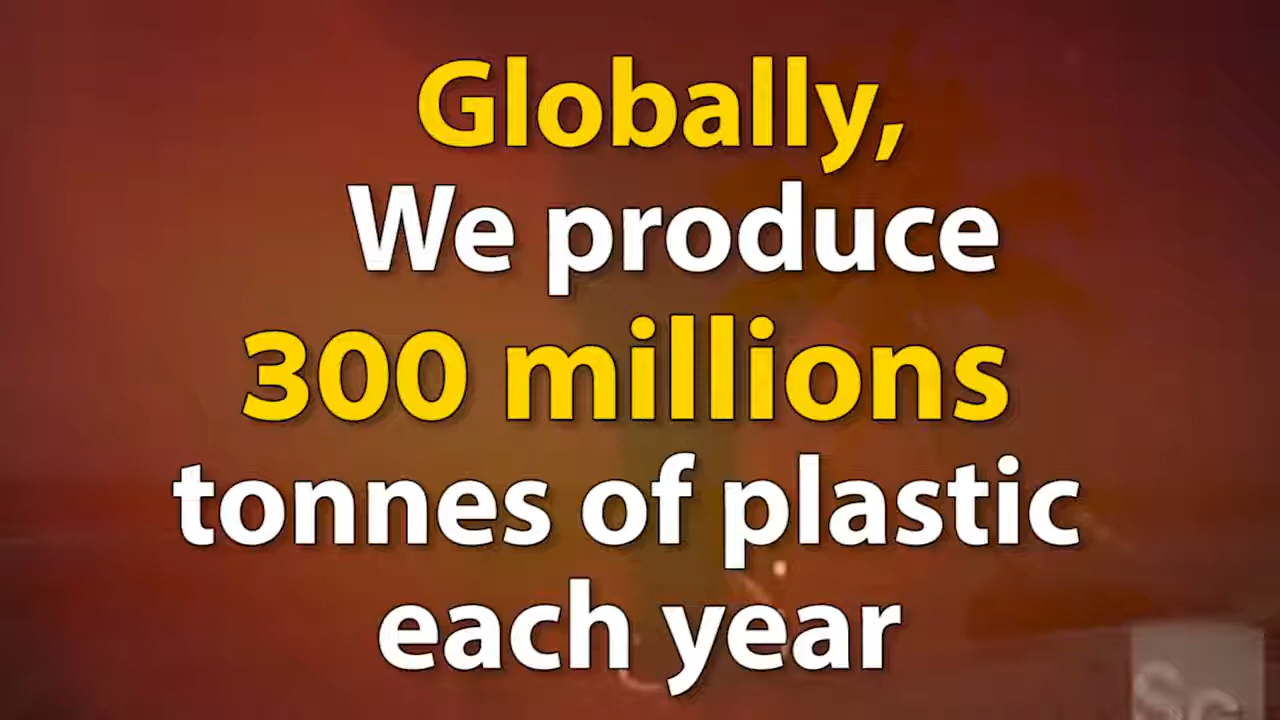 Globally,
We produce
300 millions
tonnes of plastic
each year